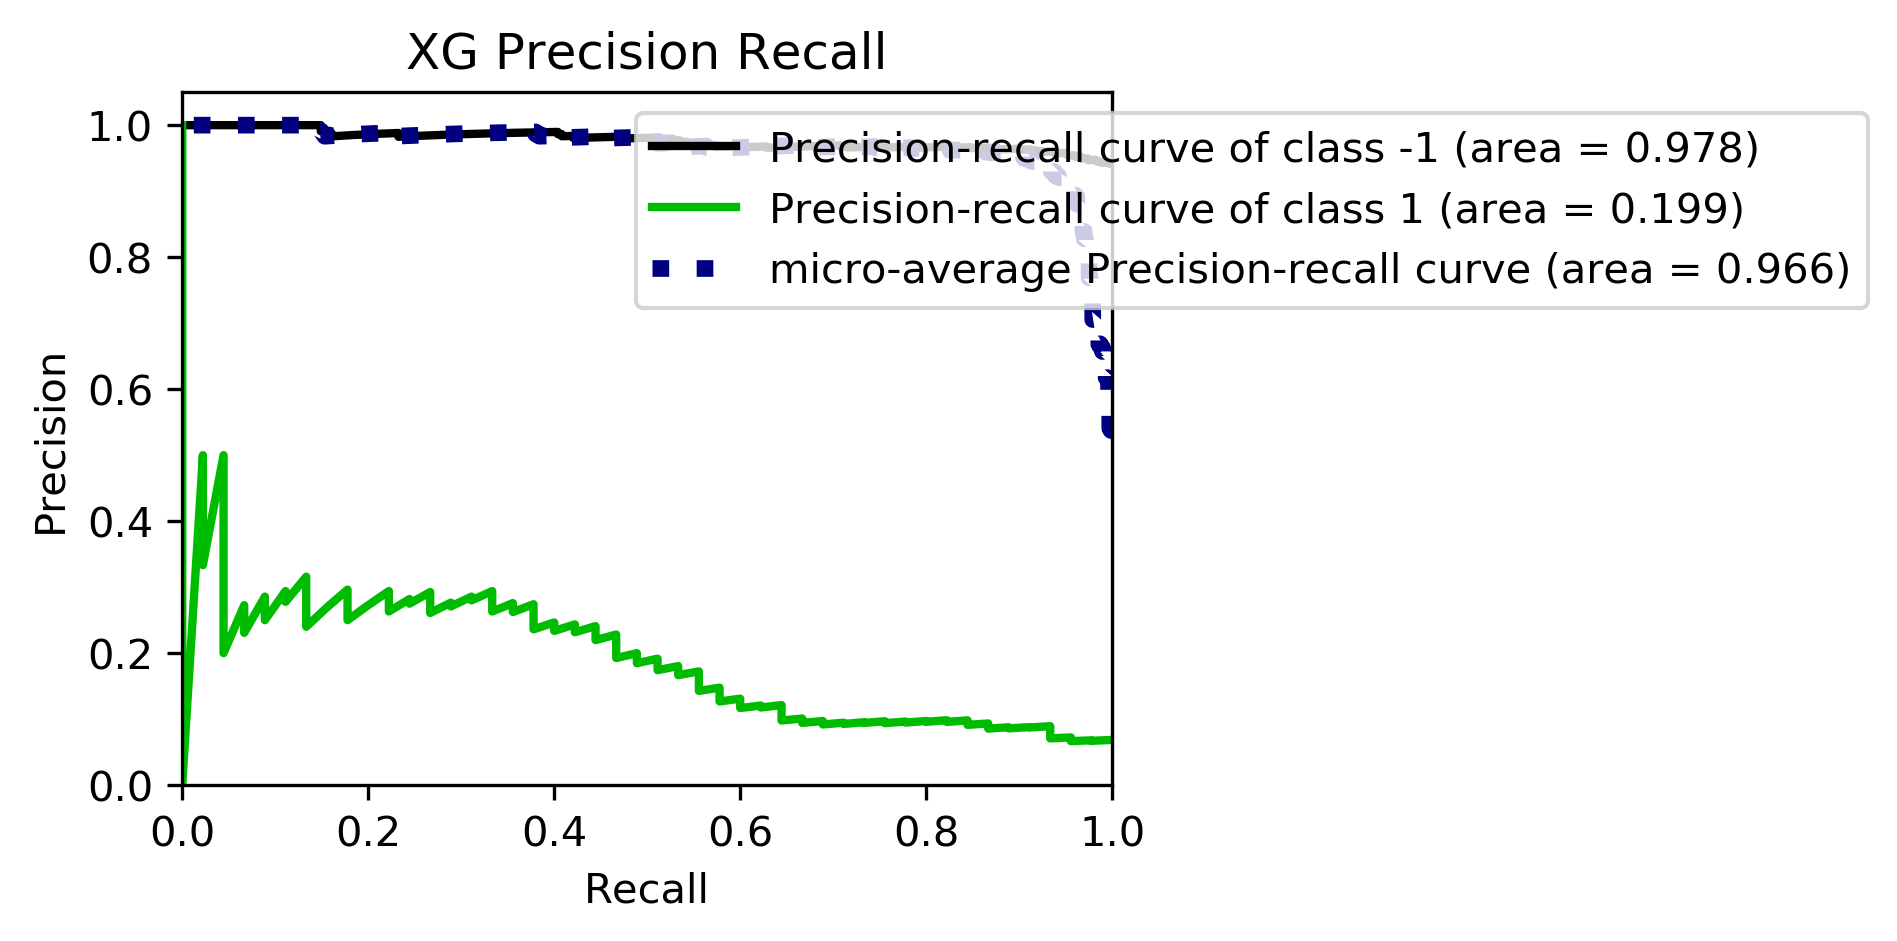 XG Precision Recall
1.0
0.8
0.6
0.4
0.2
0.0
Precision
Precision-recall curve of class -1 (area = 0.978)
Precision-recall curve of class 1 (area = 0.199)
micro-average Precision-recall curve (area = 0.966)
0.0 0.2 0.4 0.6 0.8 1.0
Recall